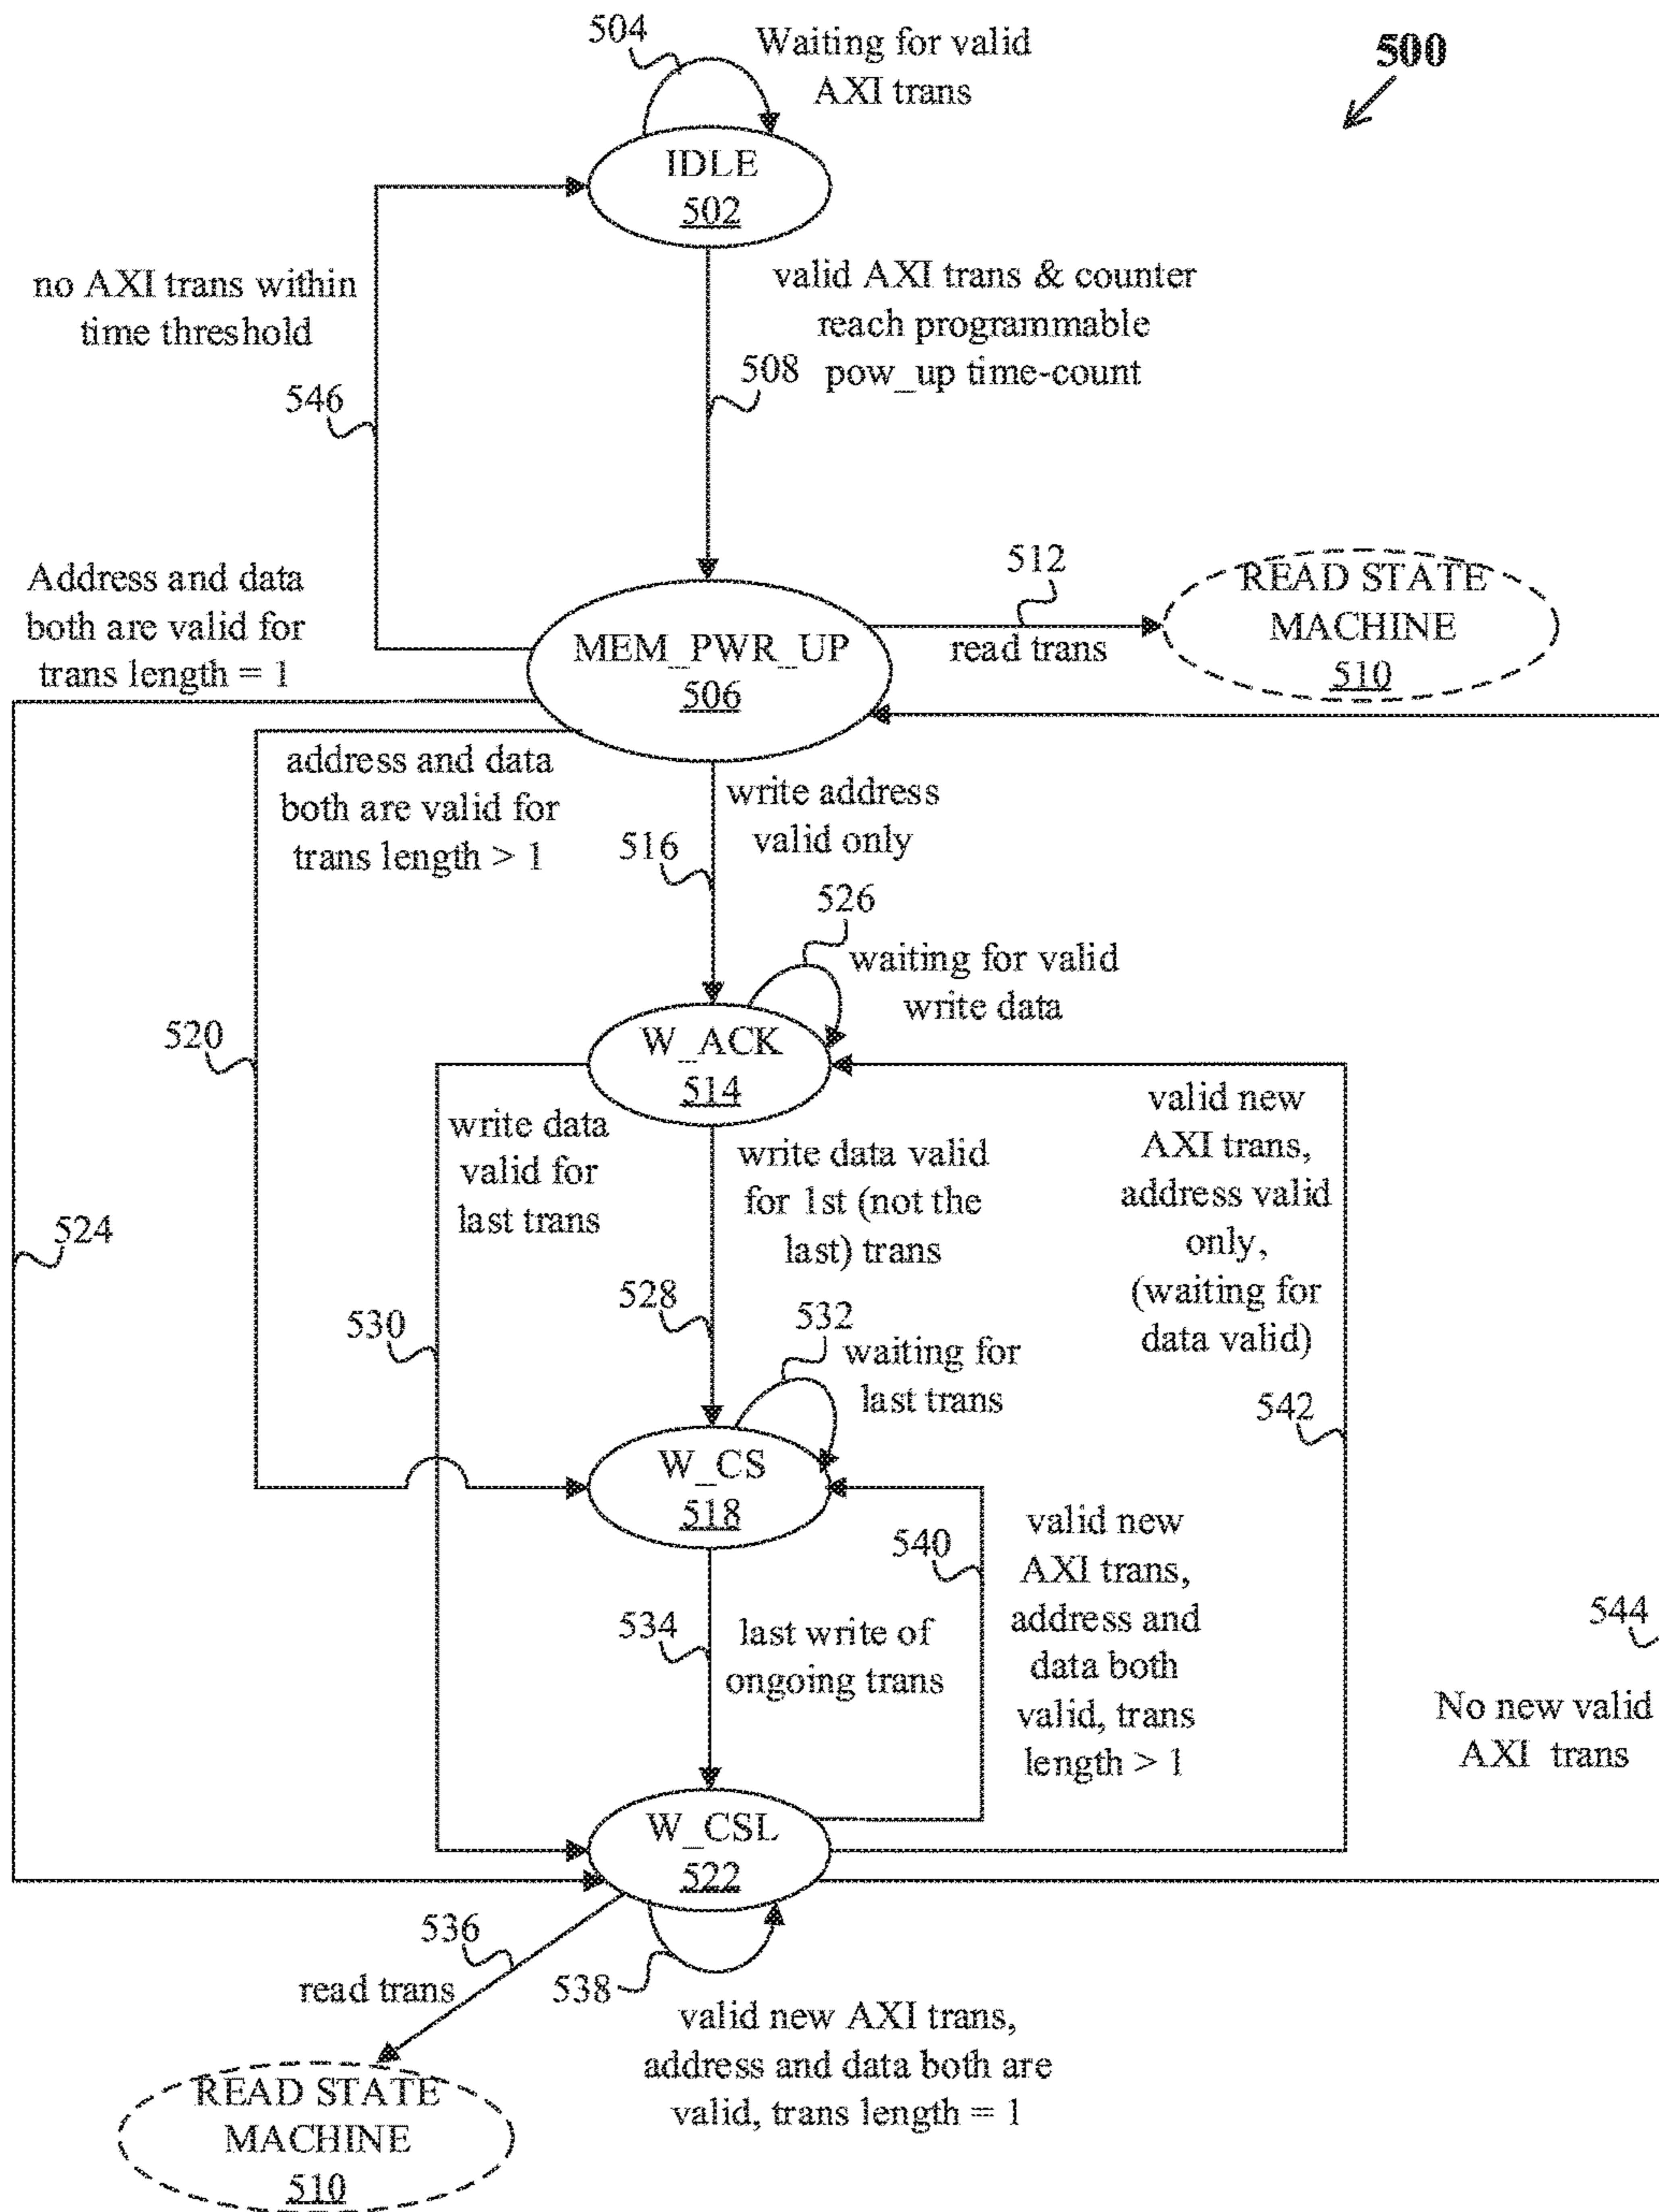 504
Waiting for valid
AXI trans
500
IDLE
502
no AXI trans within
time threshold
valid AXI trans & counter
reach programmable
pow_up time-count
508
546
Address and data
both are valid for
trans length = 1
MEM_PWR_UP
506
512
read trans
READ STATE
MACHINE
510
address and data
both are valid for
trans length > 1
write address
valid only
516
526
waiting for valid
write data
520
W_ACK
514
write data
valid for
last trans
write data valid
for 1st (not the
last) trans
valid new
AXI trans,
address valid
only,
(waiting for
data valid)
524
528
530
532
waiting for
last trans
542
W_CS
518
540
valid new
AXI trans,
address and
data both
valid, trans
length > 1
534
last write of
ongoing trans
544
No new valid
AXI trans
W_CSL
522
536
read trans
538
valid new AXI trans,
address and data both are
valid, trans length = 1
READ STATE
MACHINE
510